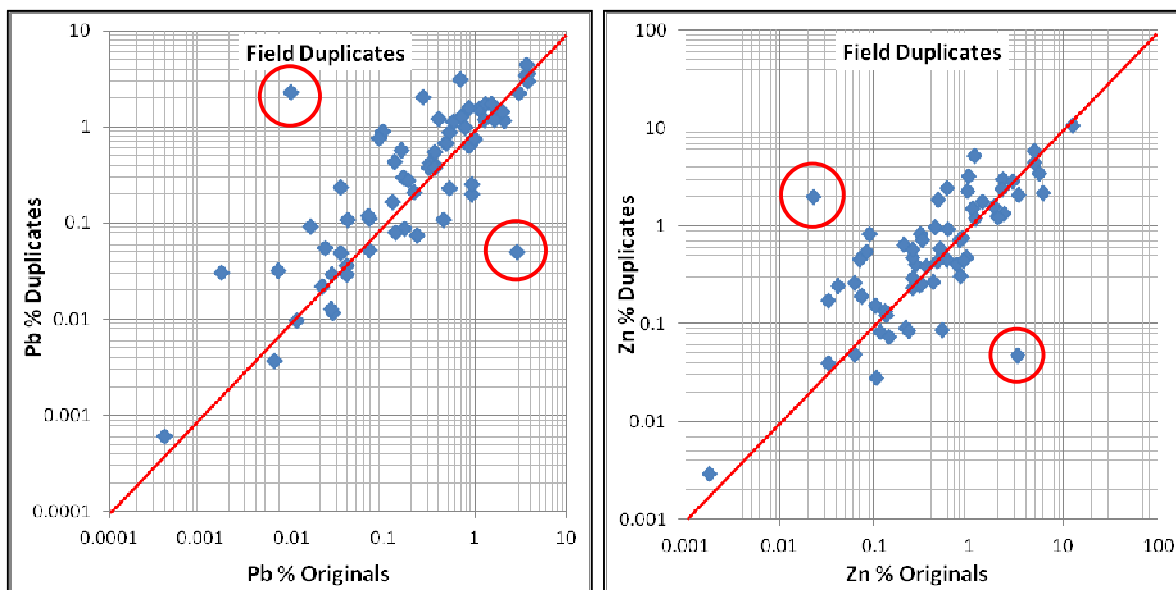 Field Duplicates
10
1
0.1
0.01
0.001
0.0001
Pb % Duplicates
0.0001 0.001 0.01 0.1 1 10
Pb % Originals
Field Duplicates
100
10
1
0.1
0.01
0.001
Zn % Duplicates
0.001 0.01 0.1 1 10 100
Zn % Originals